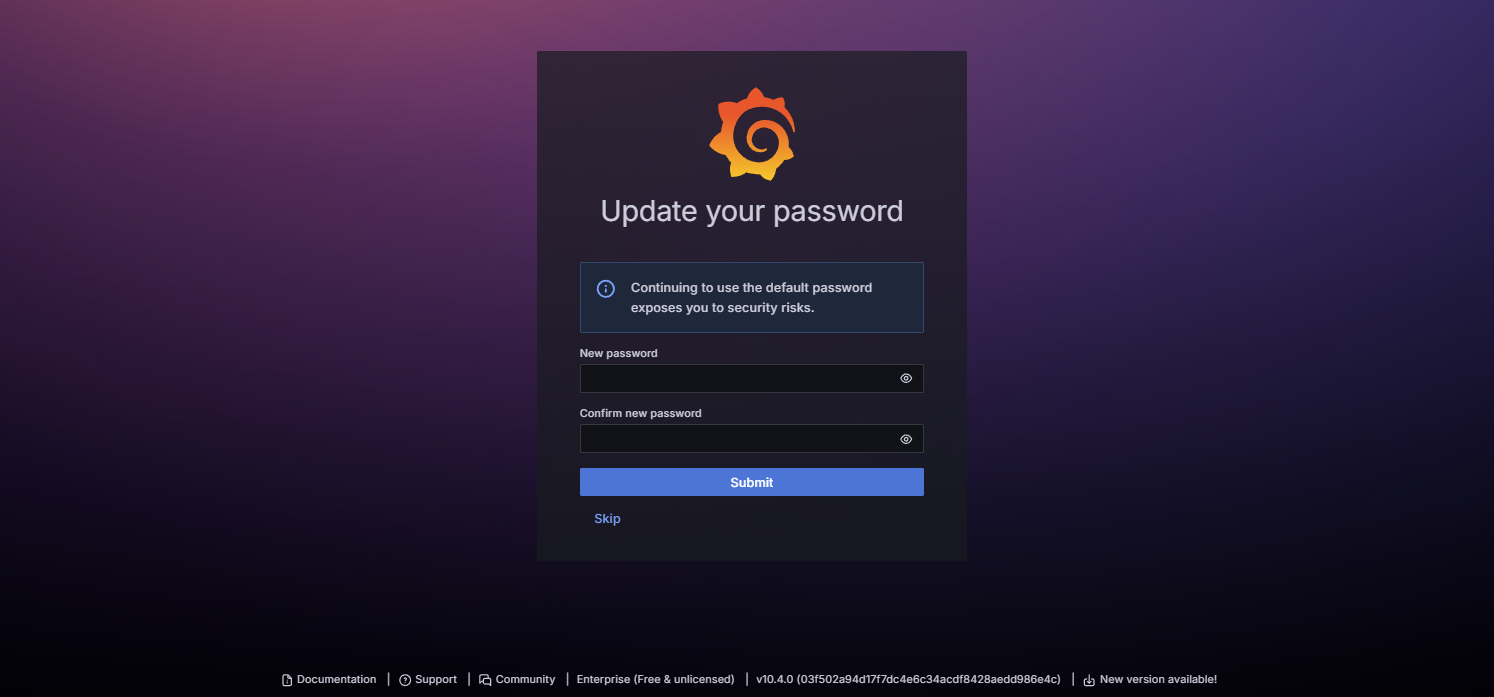 Update your password
Continuing to use the default password
exposes you to security risks.
New password
Confirm new password
Submit
Skip
Documentation | Support | Community | Enterprise (Free & unlicensed) | v10.4.0 (03f502a94d17f7dc4e6c34acdf8428aedd986e4c) | New version available!